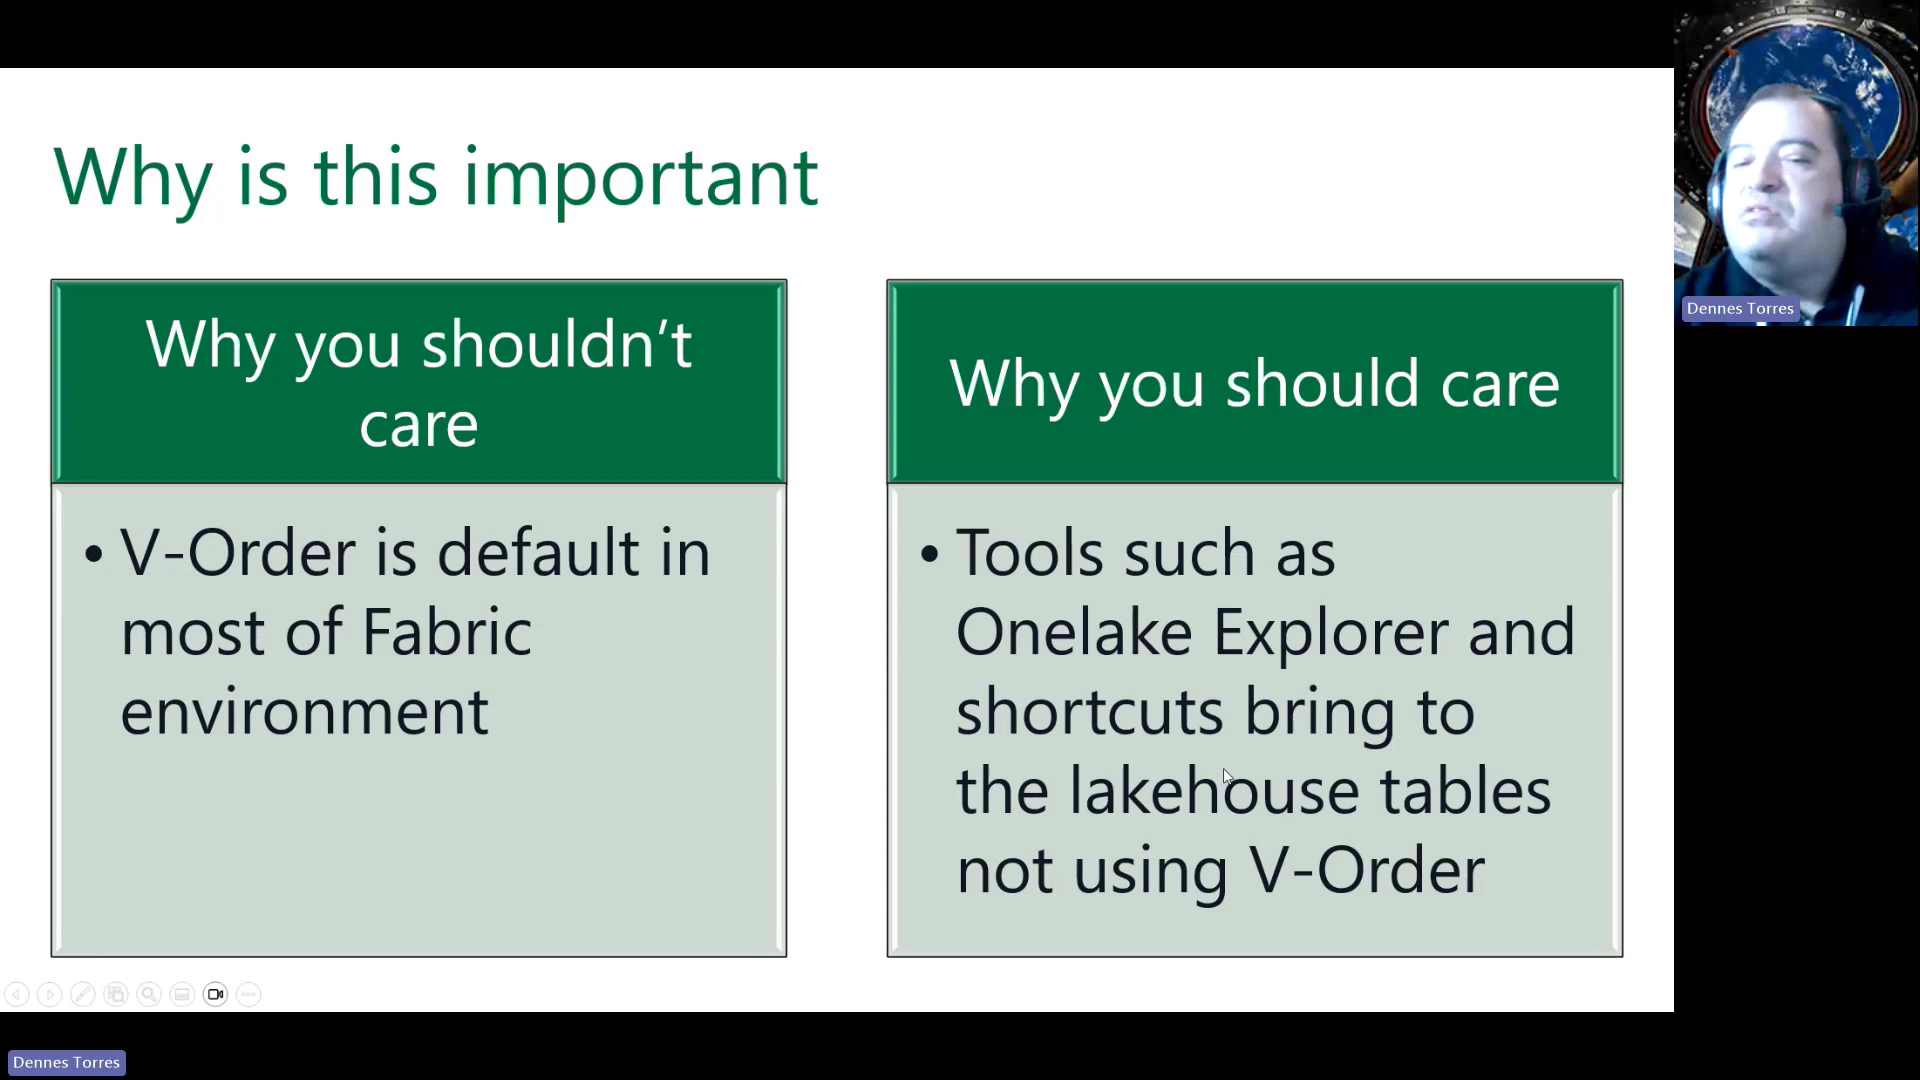 Why is this important
Why you shouldn’t
care
• V-Order is default in
most of Fabric
environment
Why you should care
• Tools such as
Onelake Explorer and
shortcuts bring to
the lakehouse tables
not using V-Order
Dennes Torres
Dennes Torres